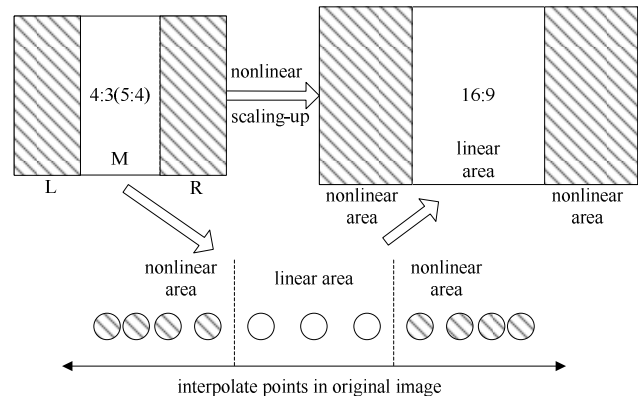 4:3(5:4)
M
L
R
nonlinear
scaling-up
16:9
linear
area
nonlinear
area
nonlinear
area
nonlinear
area
linear area
nonlinear
area
interpolate points in original image